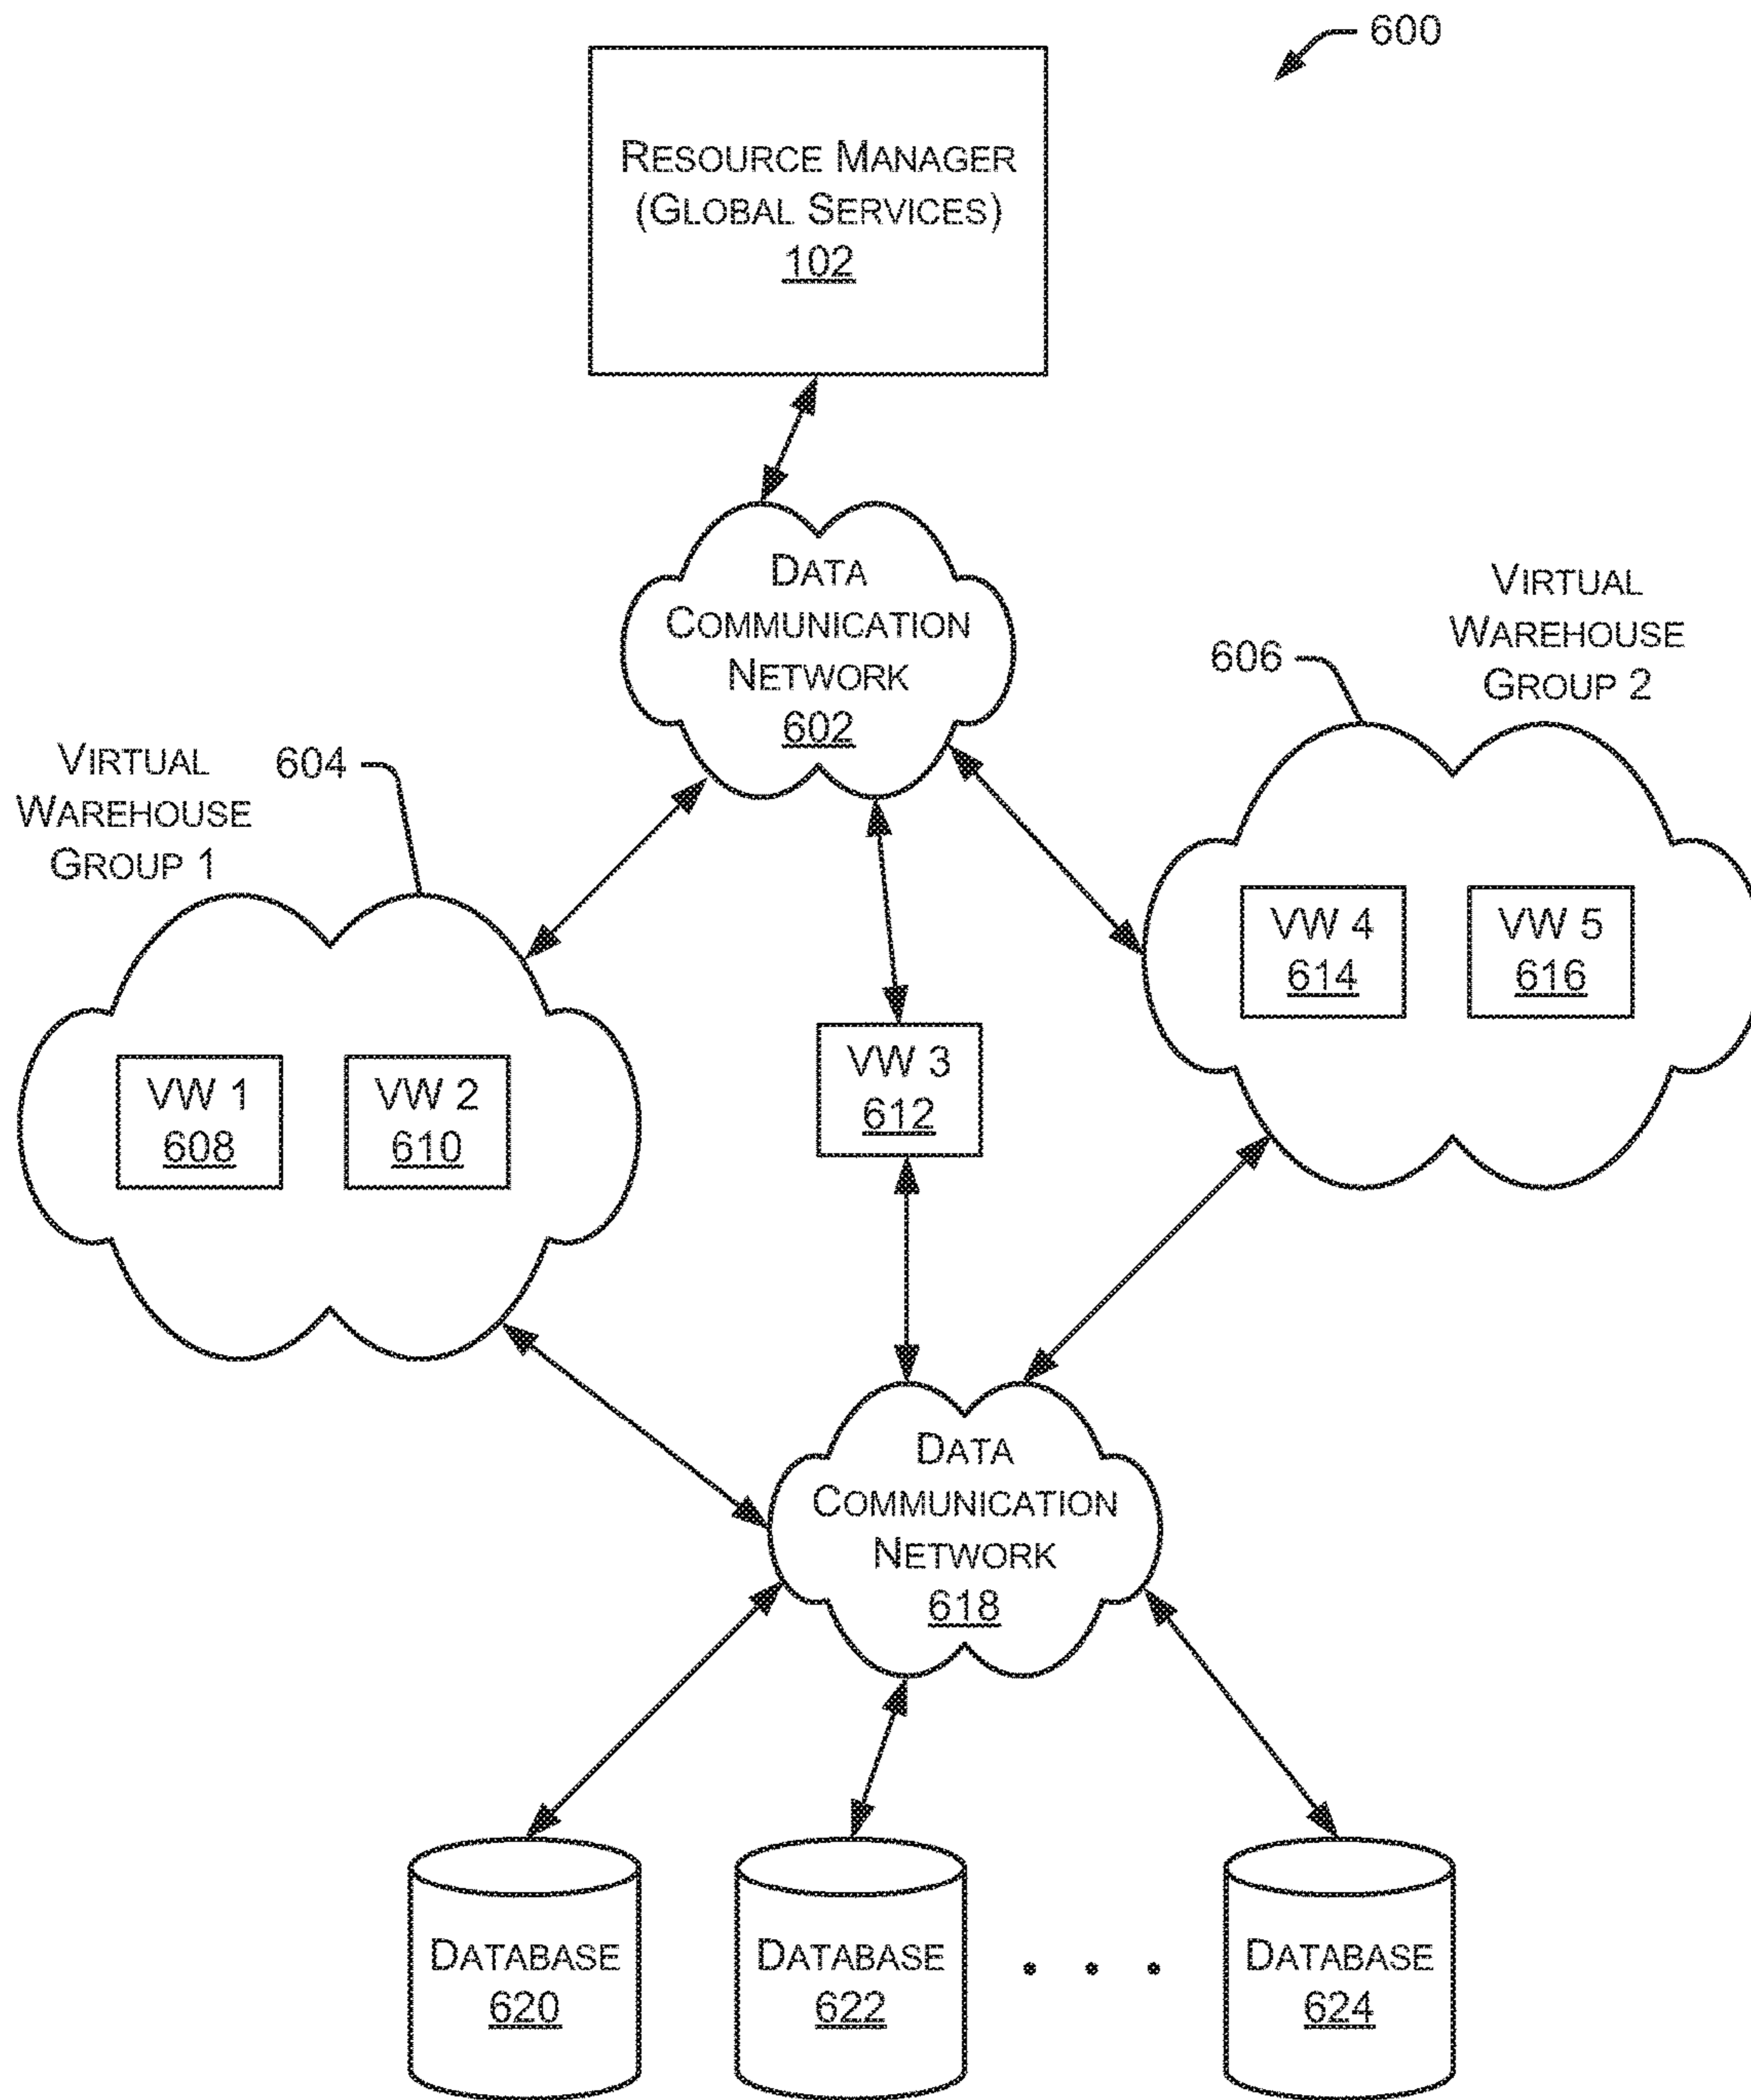 600
RESOURCE MANAGER
(GLOBAL SERVICES)
102
DATA
COMMUNICATION
NETWORK
602
VIRTUAL
WAREHOUSE
GROUP 2
606
VIRTUAL
WAREHOUSE
GROUP 1
604
VW 4
614
VW 5
616
VW 1
608
VW 2
610
VW 3
612
DATA
COMMUNICATION
NETWORK
618
DATABASE
620
DATABASE
622
. . .
DATABASE
624